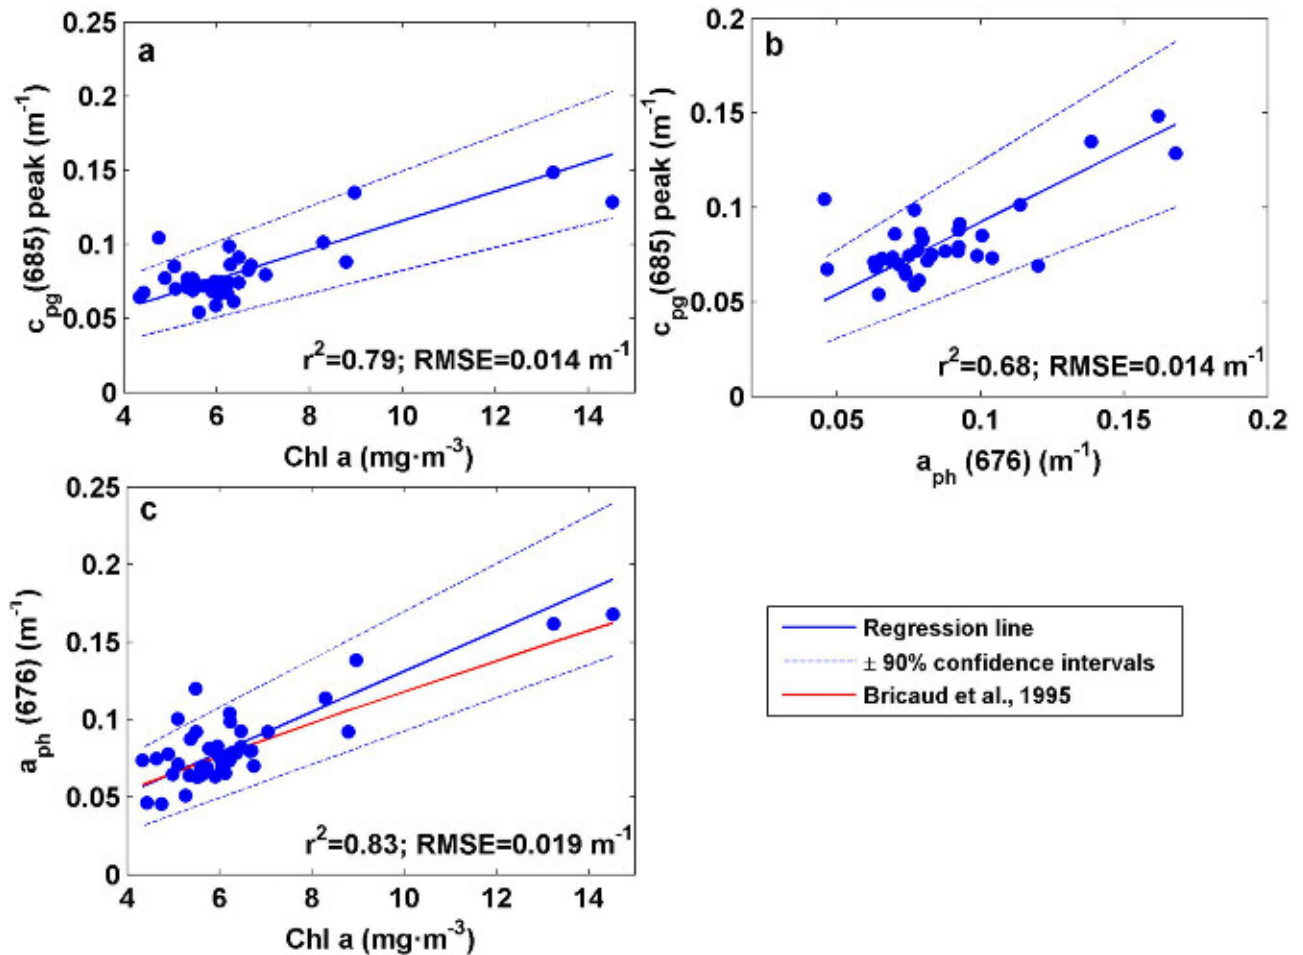 a
0.25
0.2
0.15
0.1
0.05
0
c_pg(685) peak (m^-1)
r^2=0.79; RMSE=0.014 m^-1
4 6 8 10 12 14
Chl a (mg·m^-3)
b
0.2
0.15
0.1
0.05
0
c_pg(685) peak (m^-1)
r^2=0.68; RMSE=0.014 m^-1
0.05 0.1 0.15 0.2
a_ph (676) (m^-1)
c
0.25
0.2
0.15
0.1
0.05
0
a_ph (676) (m^-1)
r^2=0.83; RMSE=0.019 m^-1
4 6 8 10 12 14
Chl a (mg·m^-3)
Regression line
± 90% confidence intervals
Bricaud et al., 1995